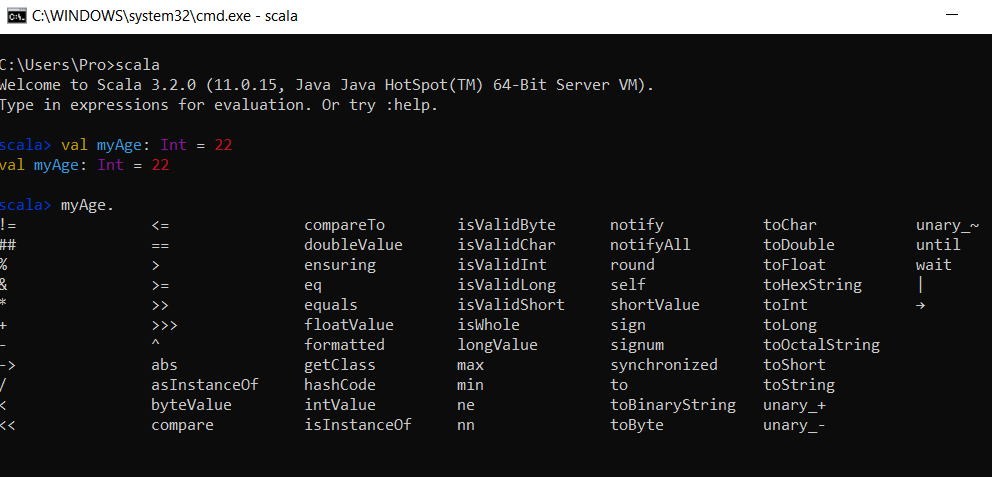 C:\WINDOWS\system32\cmd.exe - scala
C:\Users\Pro>scala
Welcome to Scala 3.2.0 (11.0.15, Java Java HotSpot(TM) 64-Bit Server VM).
Type in expressions for evaluation. Or try :help.
scala> val myAge: Int = 22
val myAge: Int = 22
scala> myAge.
!= <= compareTo isValidByte notify toChar unary_~
## == doubleValue isValidChar notifyAll toDouble until
% > ensuring isValidInt round toFloat wait
& >= eq isValidLong self toHexString |
* >> equals isValidShort shortValue toInt →
+ >>> floatValue isWhole sign toLong
- ^ formatted longValue signum toOctalString
-> abs getClass max synchronized toShort
/ asInstanceOf hashCode min to toString
< byteValue intValue ne toBinaryString unary_+
<< compare isInstanceOf nn toByte unary_-